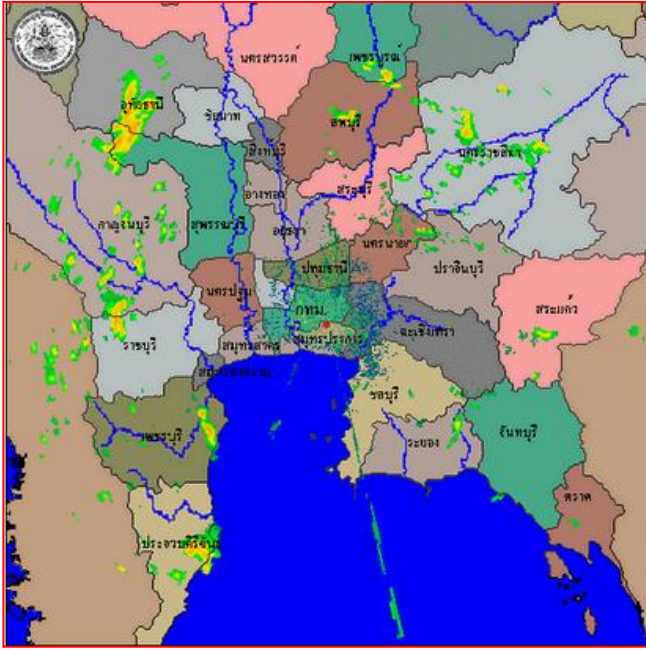 นครสวรรค์
เพชรบูรณ์
อุทัยธานี
ชัยนาท
ลพบุรี
สิงห์บุรี
นครราชสีมา
อ่างทอง
สระบุรี
กาญจนบุรี
สุพรรณบุรี
อยุธยา
นครนายก
ปทุมธานี
ปราจีนบุรี
นครปฐม
กทม.
สระแก้ว
ฉะเชิงเทรา
ราชบุรี
สมุทรสาคร
สมุทรปราการ
สมุทรสงคราม
ชลบุรี
เพชรบุรี
ระยอง
จันทบุรี
ตราด
ประจวบคีรีขันธ์